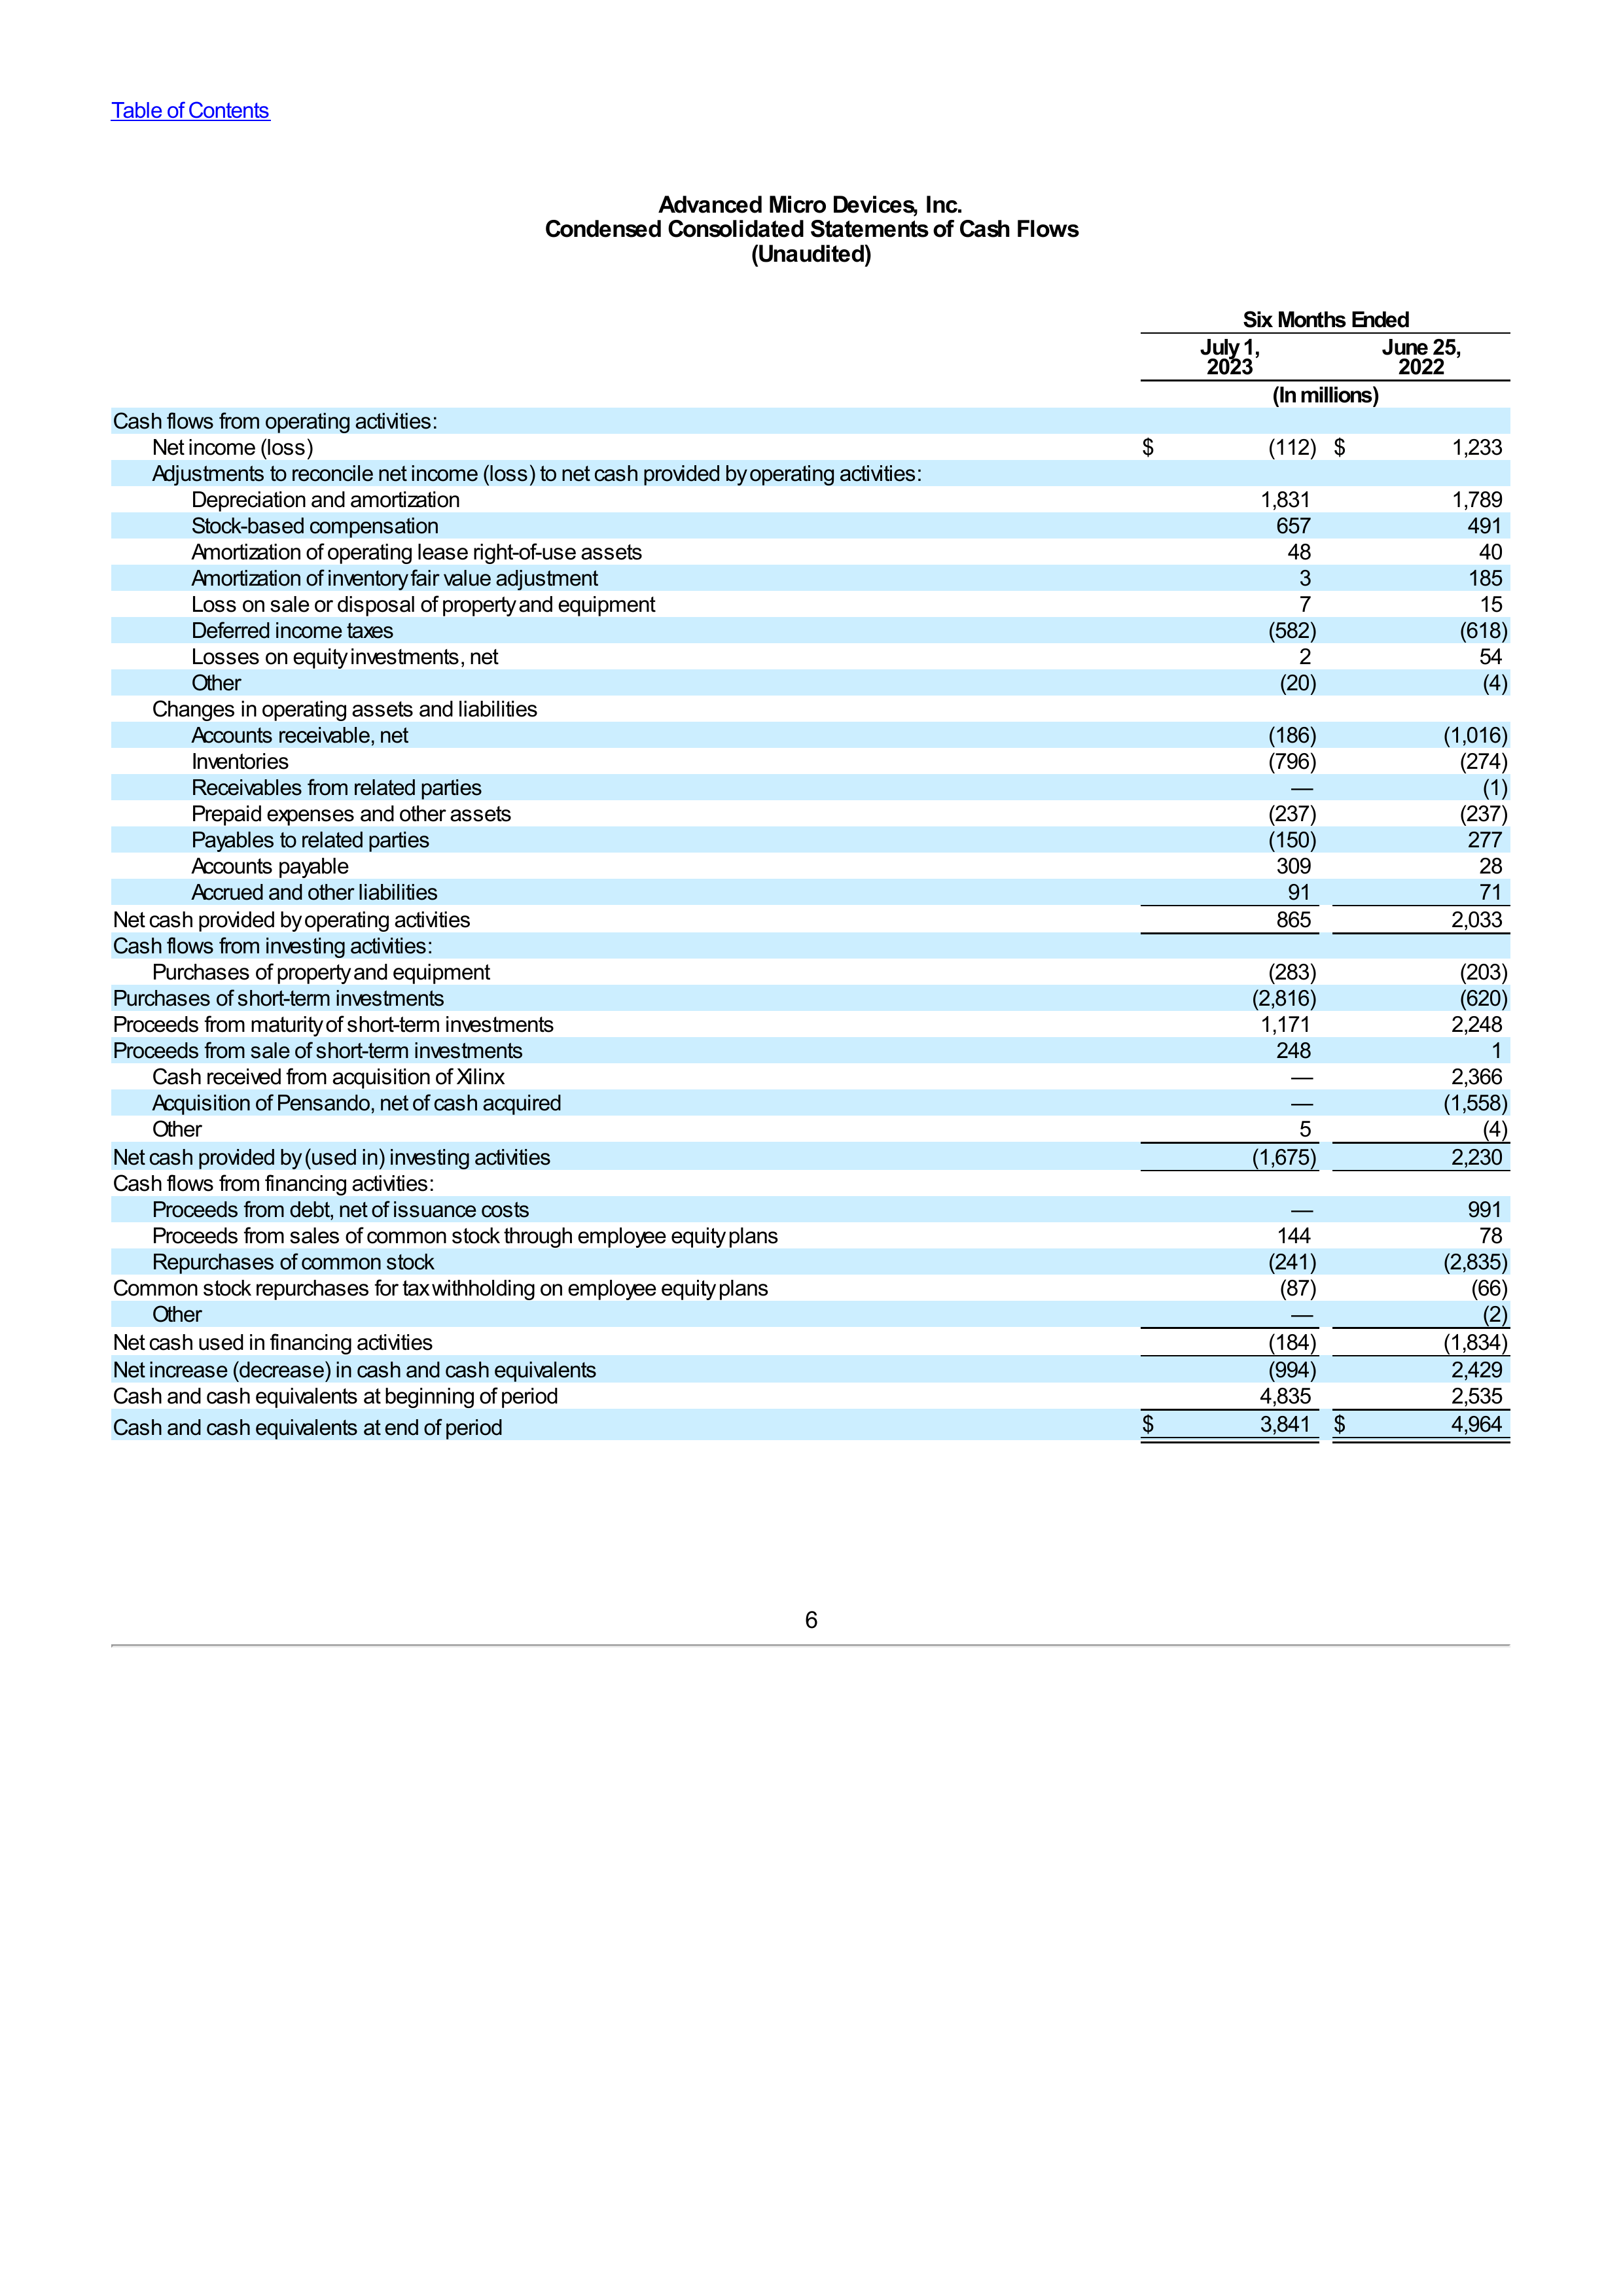 Table of Contents
Advanced Micro Devices, Inc.
Condensed Consolidated Statements of Cash Flows
(Unaudited)
Six Months Ended
July 1, 2023 June 25, 2022
(In millions)
Cash flows from operating activities:
Net income (loss) $ (112) $ 1,233
Adjustments to reconcile net income (loss) to net cash provided by operating activities:
Depreciation and amortization 1,831 1,789
Stock-based compensation 657 491
Amortization of operating lease right-of-use assets 48 40
Amortization of inventory fair value adjustment 3 185
Loss on sale or disposal of property and equipment 7 15
Deferred income taxes (582) (618)
Losses on equity investments, net 2 54
Other (20) (4)
Changes in operating assets and liabilities
Accounts receivable, net (186) (1,016)
Inventories (796) (274)
Receivables from related parties — (1)
Prepaid expenses and other assets (237) (237)
Payables to related parties (150) 277
Accounts payable 309 28
Accrued and other liabilities 91 71
Net cash provided by operating activities 865 2,033
Cash flows from investing activities:
Purchases of property and equipment (283) (203)
Purchases of short-term investments (2,816) (620)
Proceeds from maturity of short-term investments 1,171 2,248
Proceeds from sale of short-term investments 248 1
Cash received from acquisition of Xilinx — 2,366
Acquisition of Pensando, net of cash acquired — (1,558)
Other 5 (4)
Net cash provided by (used in) investing activities (1,675) 2,230
Cash flows from financing activities:
Proceeds from debt, net of issuance costs — 991
Proceeds from sales of common stock through employee equity plans 144 78
Repurchases of common stock (241) (2,835)
Common stock repurchases for tax withholding on employee equity plans (87) (66)
Other — (2)
Net cash used in financing activities (184) (1,834)
Net increase (decrease) in cash and cash equivalents (994) 2,429
Cash and cash equivalents at beginning of period 4,835 2,535
Cash and cash equivalents at end of period $ 3,841 $ 4,964
6